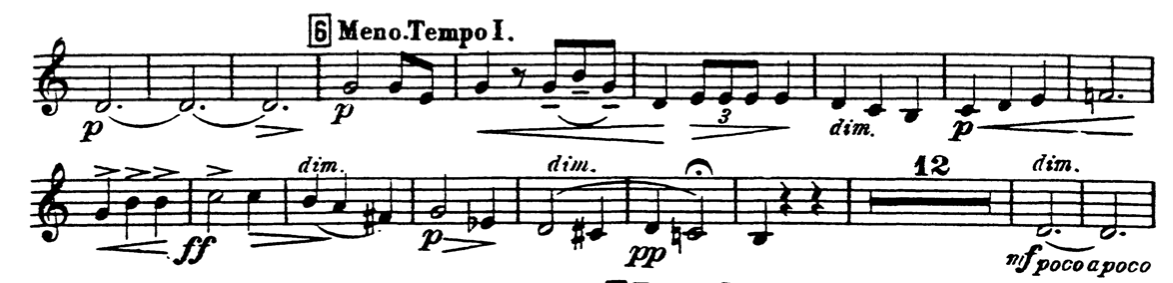 6 Meno. Tempo I.
p p 3 dim. p
dim. dim. 12 dim.
ff p pp mf poco a poco